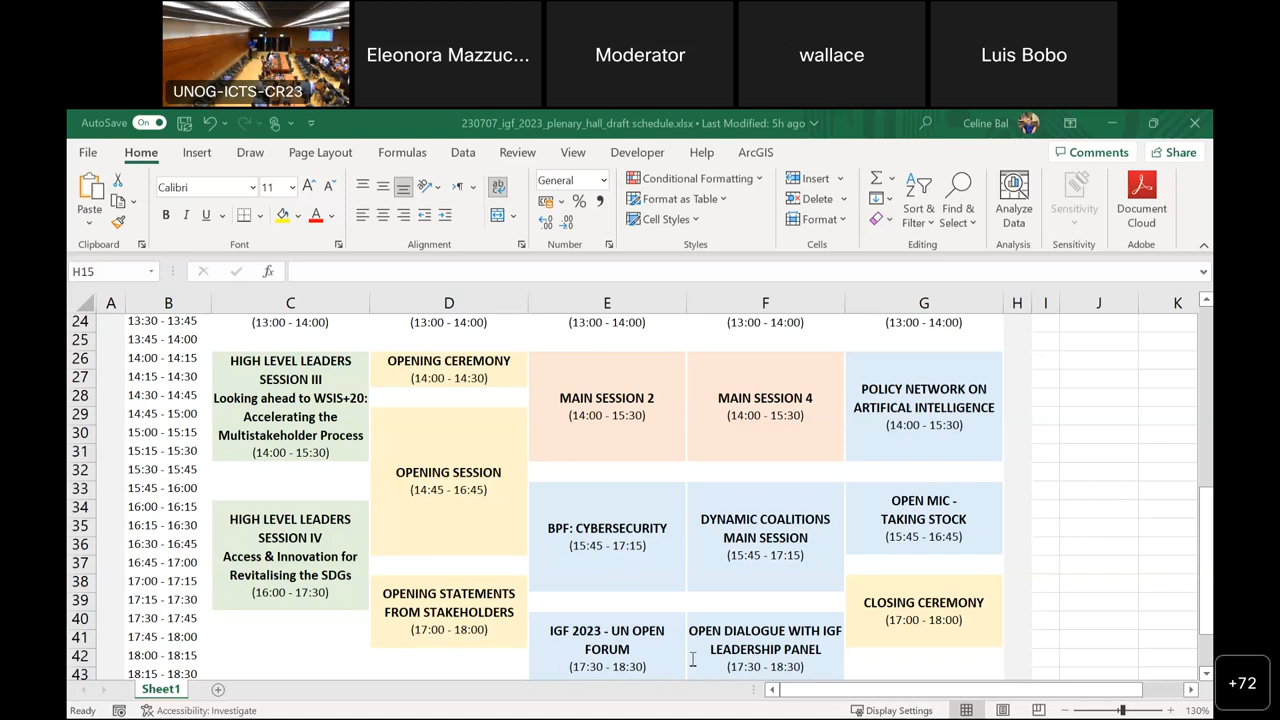 UNOG-ICTS-CR23
Eleonora Mazzuc...
Moderator
wallace
Luis Bobo
AutoSave On
230707_igf_2023_plenary_hall_draft schedule.xlsx • Last Modified: 5h ago
Celine Bal
File Home Insert Draw Page Layout Formulas Data Review View Developer Help ArcGIS
Comments Share
Paste
Calibri 11
B I U
General
Conditional Formatting
Format as Table
Cell Styles
Insert
Delete
Format
Sort & Filter
Find & Select
Analyze Data
Sensitivity
Document Cloud
Clipboard Font Alignment Number Styles Cells Editing Analysis Sensitivity Adobe
H15
fx
A B C D E F G H I J K
24 13:30 - 13:45 (13:00 - 14:00) (13:00 - 14:00) (13:00 - 14:00) (13:00 - 14:00) (13:00 - 14:00)
25 13:45 - 14:00
26 14:00 - 14:15
27 14:15 - 14:30
28 14:30 - 14:45
29 14:45 - 15:00
30 15:00 - 15:15
31 15:15 - 15:30
32 15:30 - 15:45
33 15:45 - 16:00
34 16:00 - 16:15
35 16:15 - 16:30
36 16:30 - 16:45
37 16:45 - 17:00
38 17:00 - 17:15
39 17:15 - 17:30
40 17:30 - 17:45
41 17:45 - 18:00
42 18:00 - 18:15
43 18:15 - 18:30
HIGH LEVEL LEADERS
SESSION III
Looking ahead to WSIS+20:
Accelerating the
Multistakeholder Process
(14:00 - 15:30)
HIGH LEVEL LEADERS
SESSION IV
Access & Innovation for
Revitalising the SDGs
(16:00 - 17:30)
OPENING CEREMONY
(14:00 - 14:30)
OPENING SESSION
(14:45 - 16:45)
OPENING STATEMENTS
FROM STAKEHOLDERS
(17:00 - 18:00)
MAIN SESSION 2
(14:00 - 15:30)
BPF: CYBERSECURITY
(15:45 - 17:15)
IGF 2023 - UN OPEN
FORUM
(17:30 - 18:30)
MAIN SESSION 4
(14:00 - 15:30)
DYNAMIC COALITIONS
MAIN SESSION
(15:45 - 17:15)
OPEN DIALOGUE WITH IGF
LEADERSHIP PANEL
(17:30 - 18:30)
POLICY NETWORK ON
ARTIFICAL INTELLIGENCE
(14:00 - 15:30)
OPEN MIC -
TAKING STOCK
(15:45 - 16:45)
CLOSING CEREMONY
(17:00 - 18:00)
Sheet1
Ready
Accessibility: Investigate
Display Settings
130%
+72